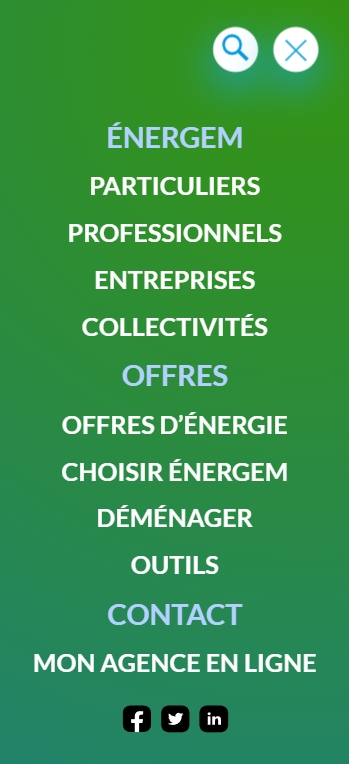 ÉNERGEM
PARTICULIERS
PROFESSIONNELS
ENTREPRISES
COLLECTIVITÉS
OFFRES
OFFRES D’ÉNERGIE
CHOISIR ÉNERGEM
DÉMÉNAGER
OUTILS
CONTACT
MON AGENCE EN LIGNE